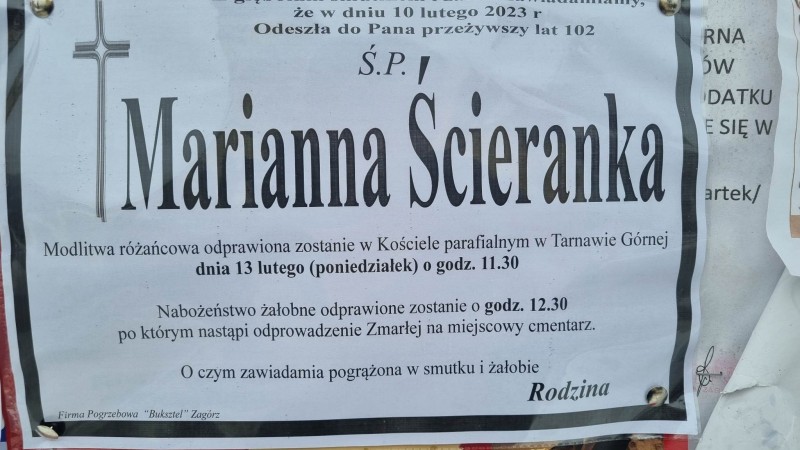 że w dniu 10 lutego 2023 r
Odeszła do Pana przeżywszy lat 102
Ś.P.
Marianna Ścieranka
Modlitwa różańcowa odprawiona zostanie w Kościele parafialnym w Tarnawie Górnej
dnia 13 lutego (poniedziałek) o godz. 11.30
Nabożeństwo żałobne odprawione zostanie o godz. 12.30
po którym nastąpi odprowadzenie Zmarłej na miejscowy cmentarz.
O czym zawiadamia pogrążona w smutku i żałobie
Rodzina
Firma Pogrzebowa "Buksztel" Zagórz
RNA
ÓW
DATKU
E SIĘ W
artek/